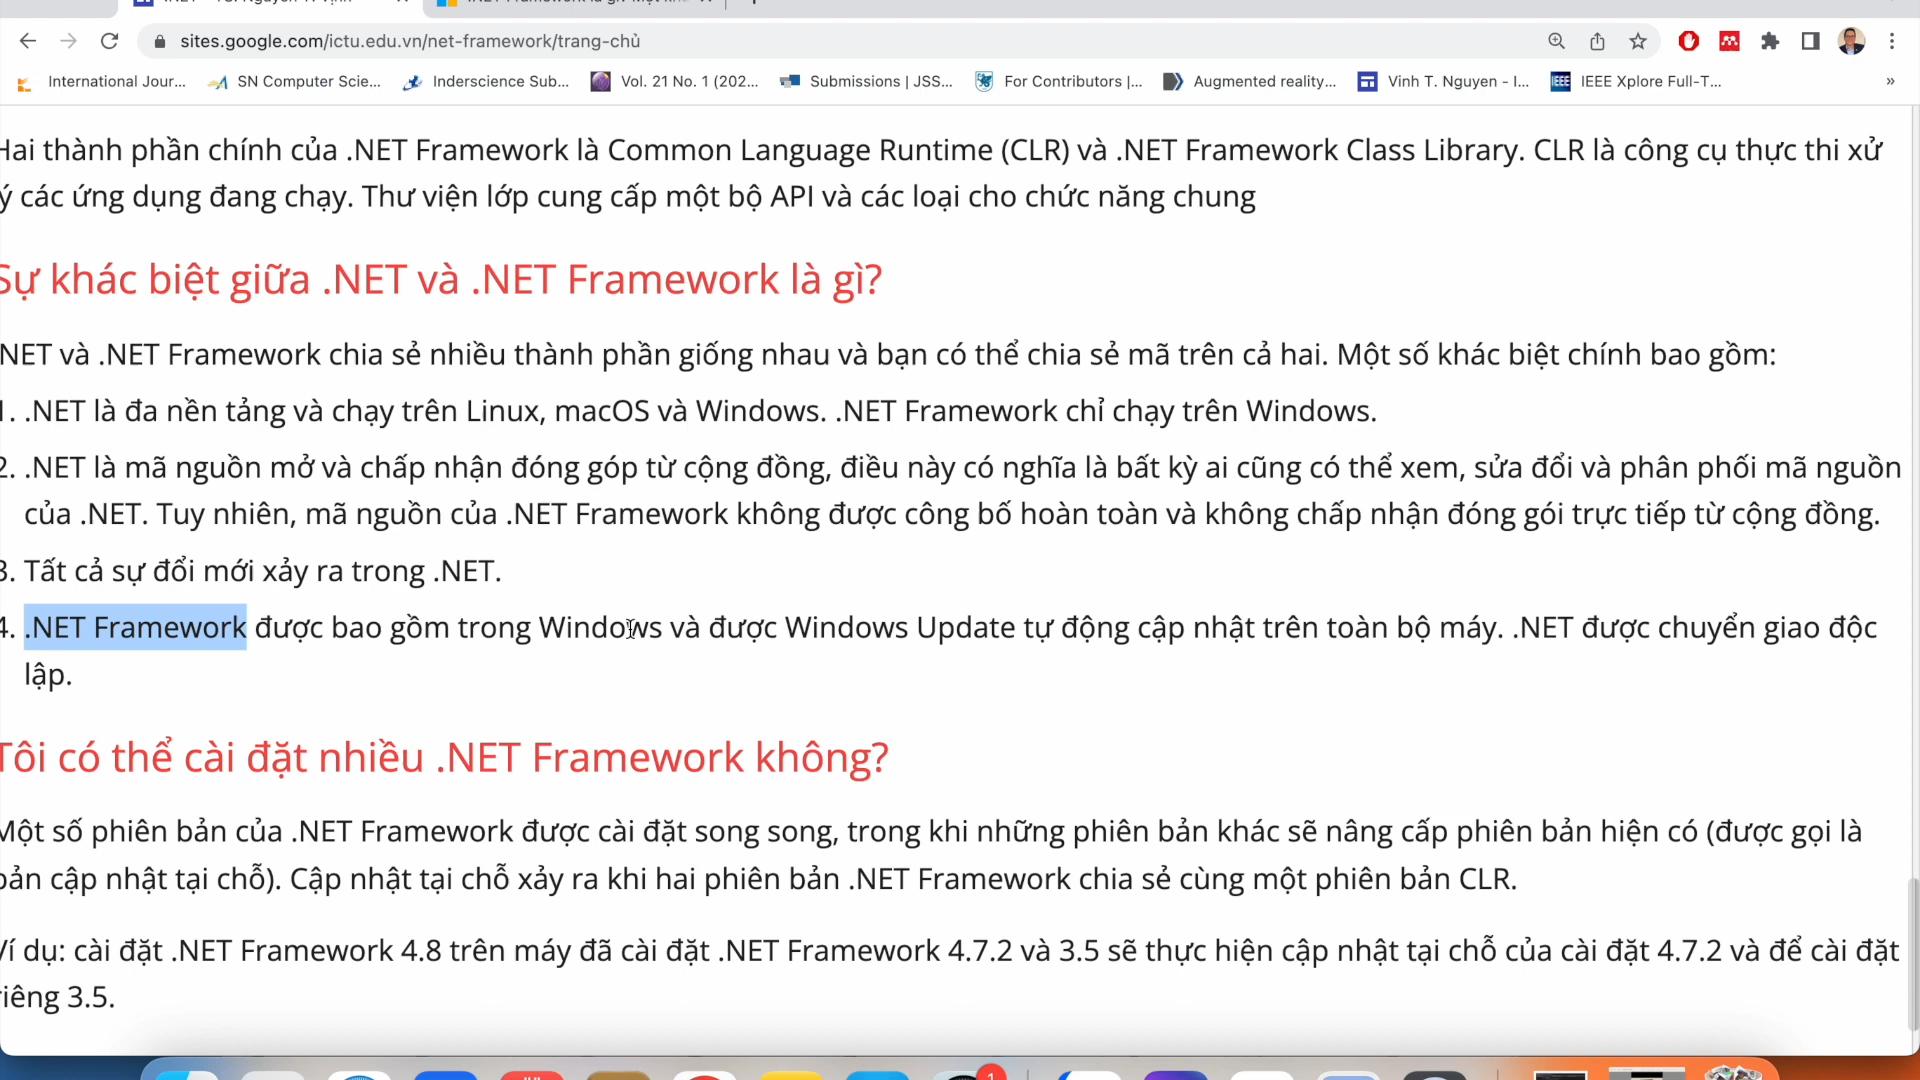 sites.google.com/ictu.edu.vn/net-framework/trang-chủ
International Jour... SN Computer Scie... Inderscience Sub... Vol. 21 No. 1 (202... Submissions | JSS... For Contributors |... Augmented reality... Vinh T. Nguyen - I... IEEE IEEE Xplore Full-T... »
Hai thành phần chính của .NET Framework là Common Language Runtime (CLR) và .NET Framework Class Library. CLR là công cụ thực thi xử
ý các ứng dụng đang chạy. Thư viện lớp cung cấp một bộ API và các loại cho chức năng chung
Sự khác biệt giữa .NET và .NET Framework là gì?
NET và .NET Framework chia sẻ nhiều thành phần giống nhau và bạn có thể chia sẻ mã trên cả hai. Một số khác biệt chính bao gồm:
1. .NET là đa nền tảng và chạy trên Linux, macOS và Windows. .NET Framework chỉ chạy trên Windows.
2. .NET là mã nguồn mở và chấp nhận đóng góp từ cộng đồng, điều này có nghĩa là bất kỳ ai cũng có thể xem, sửa đổi và phân phối mã nguồn
của .NET. Tuy nhiên, mã nguồn của .NET Framework không được công bố hoàn toàn và không chấp nhận đóng gói trực tiếp từ cộng đồng.
3. Tất cả sự đổi mới xảy ra trong .NET.
4. .NET Framework được bao gồm trong Windows và được Windows Update tự động cập nhật trên toàn bộ máy. .NET được chuyển giao độc
lập.
Tôi có thể cài đặt nhiều .NET Framework không?
Một số phiên bản của .NET Framework được cài đặt song song, trong khi những phiên bản khác sẽ nâng cấp phiên bản hiện có (được gọi là
bản cập nhật tại chỗ). Cập nhật tại chỗ xảy ra khi hai phiên bản .NET Framework chia sẻ cùng một phiên bản CLR.
Ví dụ: cài đặt .NET Framework 4.8 trên máy đã cài đặt .NET Framework 4.7.2 và 3.5 sẽ thực hiện cập nhật tại chỗ của cài đặt 4.7.2 và để cài đặt
riêng 3.5.
1